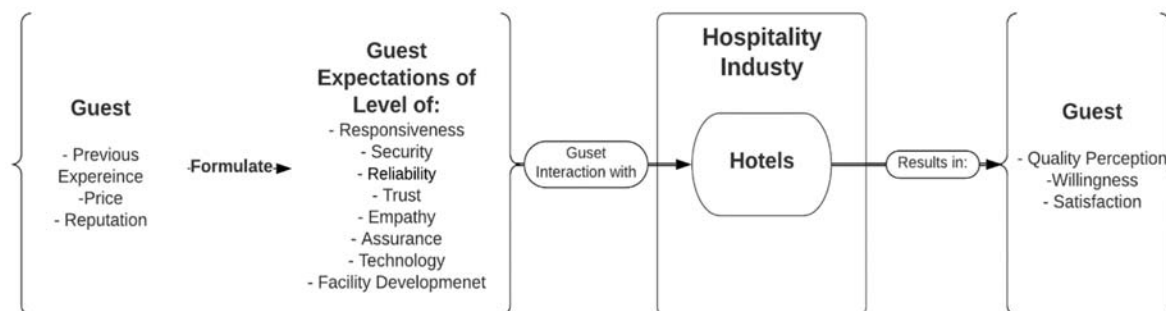 Guest
- Previous
Expereince
-Price
- Reputation
-Formulate
Guest
Expectations of
Level of:
- Responsiveness
- Security
- Reliability
- Trust
- Empathy
- Assurance
- Technology
- Facility Developmenet
Guset
Interaction with
Hospitality
Industy
Hotels
Results in:
Guest
- Quality Perception
-Willingness
- Satisfaction